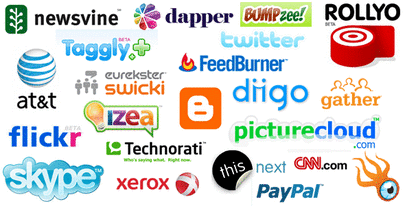 newsvine
dapper
BUMPzee!
ROLLYO
BETA
Taggly
BETA
twitter
at&t
eurekster
swicki
FeedBurner
diigo
gather
izea
flickr
BETA
Technorati
Who's saying what. Right now.
picturecloud
.com
skype
xerox
this
next
CNN.com
PayPal